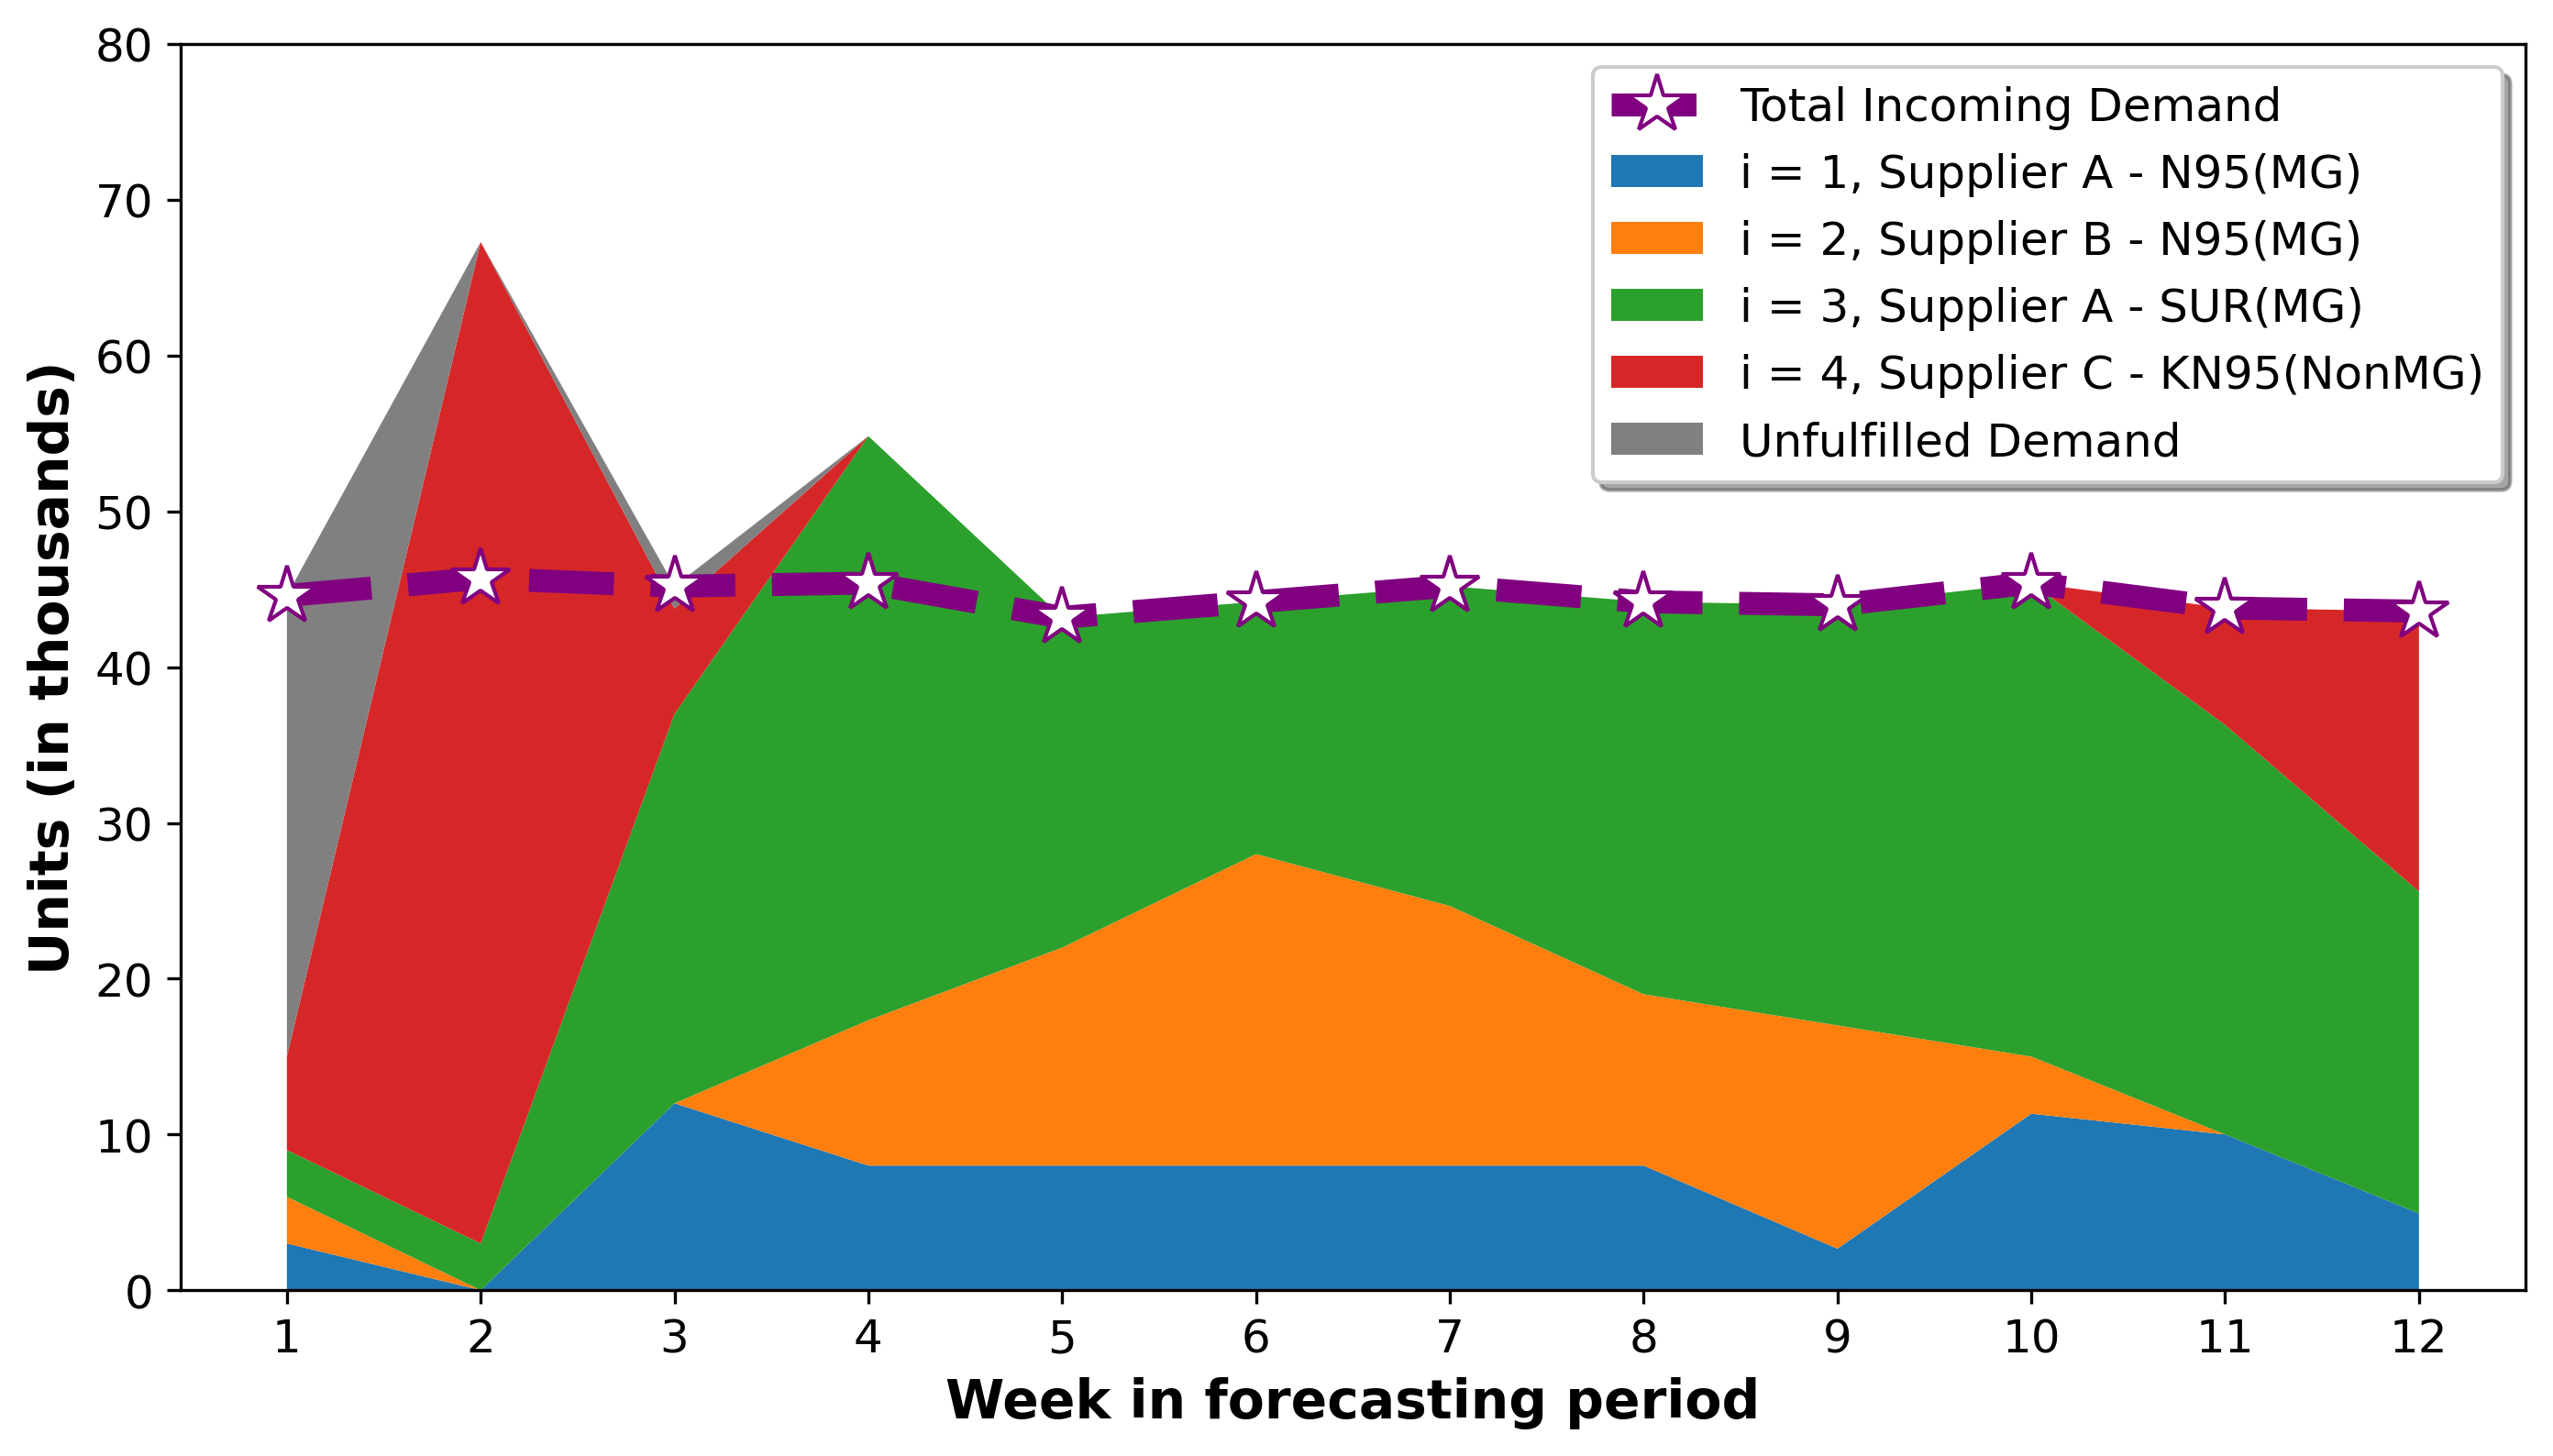 80
70
60
50
40
30
20
10
0
Units (in thousands)
Total Incoming Demand
i = 1, Supplier A - N95(MG)
i = 2, Supplier B - N95(MG)
i = 3, Supplier A - SUR(MG)
i = 4, Supplier C - KN95(NonMG)
Unfulfilled Demand
1 2 3 4 5 6 7 8 9 10 11 12
Week in forecasting period